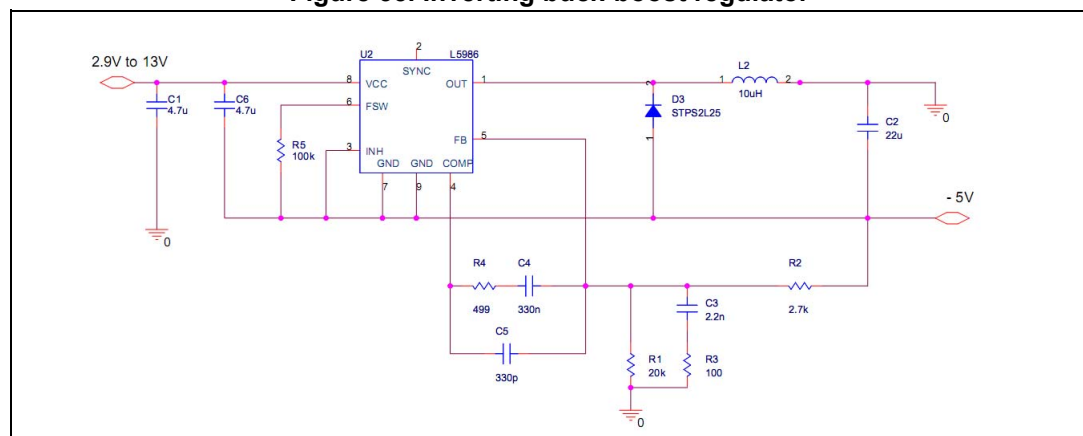 Figure 30. Inverting buck-boost regulator
2.9V to 13V
C1
4.7u
C6
4.7u
0
R5
100k
U2
L5986
2
SYNC
8
VCC
OUT
1
6
FSW
FB
5
3
INH
GND
GND
COMP
7
9
4
2
D3
STPS2L25
1
L2
1
2
10uH
0
C2
22u
- 5V
R4
499
C4
330n
C5
330p
R1
20k
C3
2.2n
R3
100
R2
2.7k
0